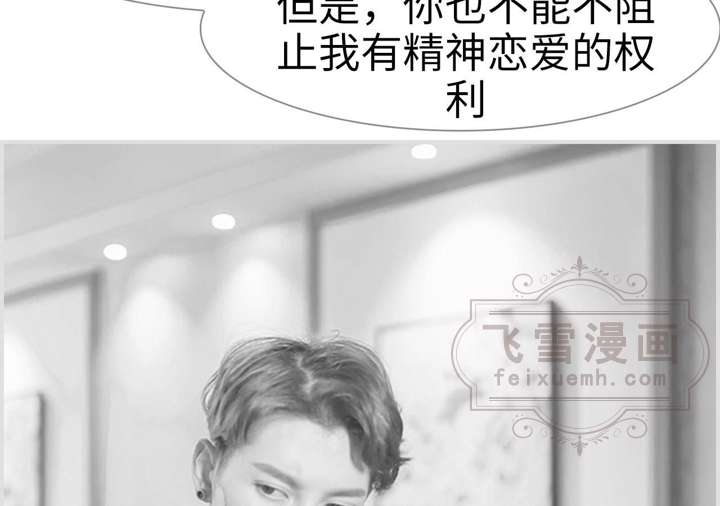 但是，你也不能不阻
止我有精神恋爱的权
利
飞雪漫画
feixuemh.com